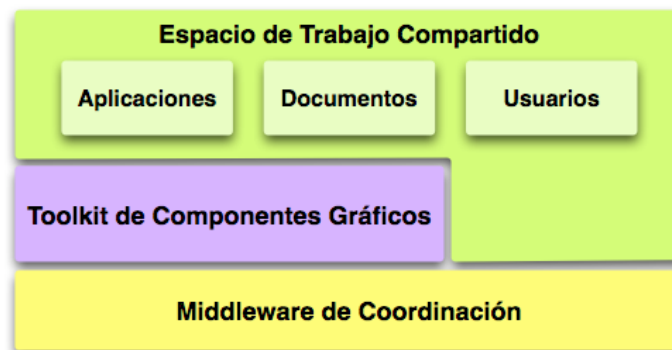 Espacio de Trabajo Compartido
Aplicaciones
Documentos
Usuarios
Toolkit de Componentes Gráficos
Middleware de Coordinación